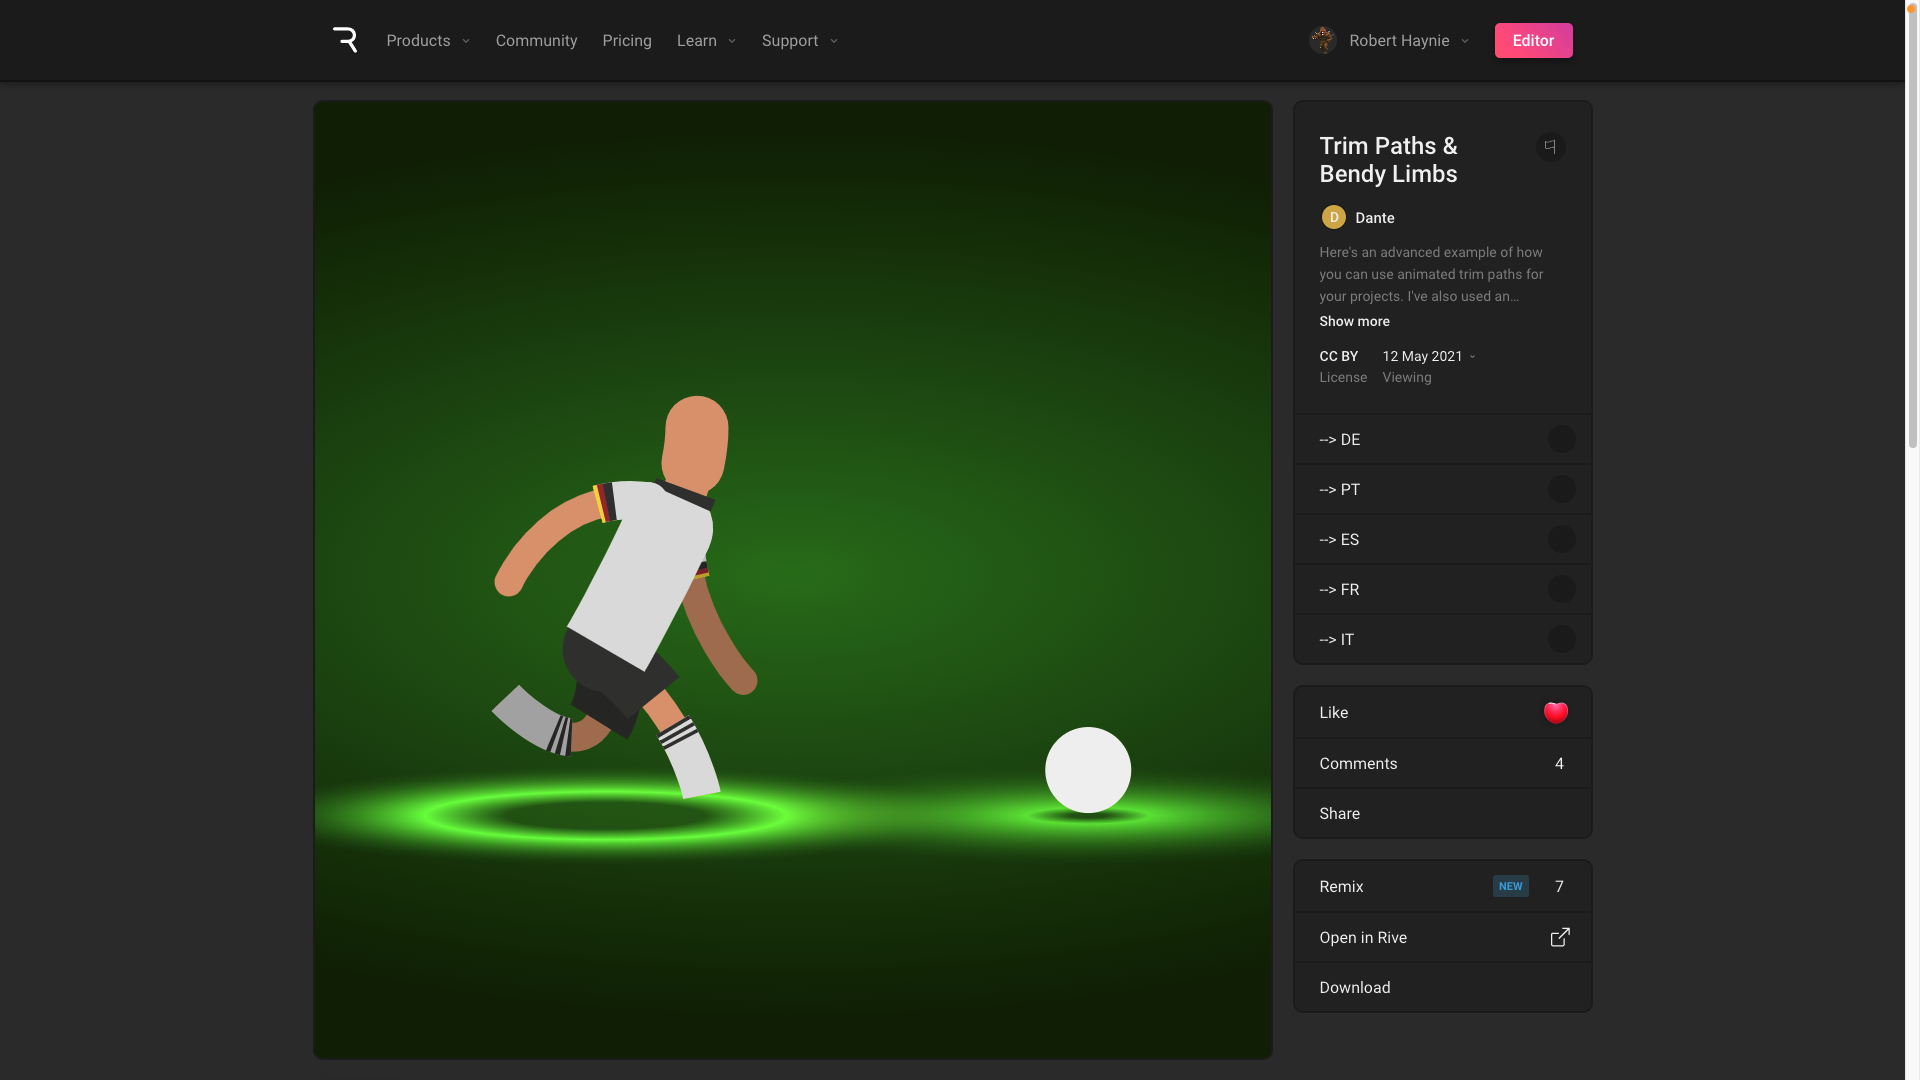 Products
Community
Pricing
Learn
Support
Robert Haynie
Editor
Trim Paths &
Bendy Limbs
D
Dante
Here's an advanced example of how
you can use animated trim paths for
your projects. I've also used an...
Show more
CC BY
12 May 2021
License
Viewing
--> DE
--> PT
--> ES
--> FR
--> IT
Like
Comments
4
Share
Remix
NEW
7
Open in Rive
Download